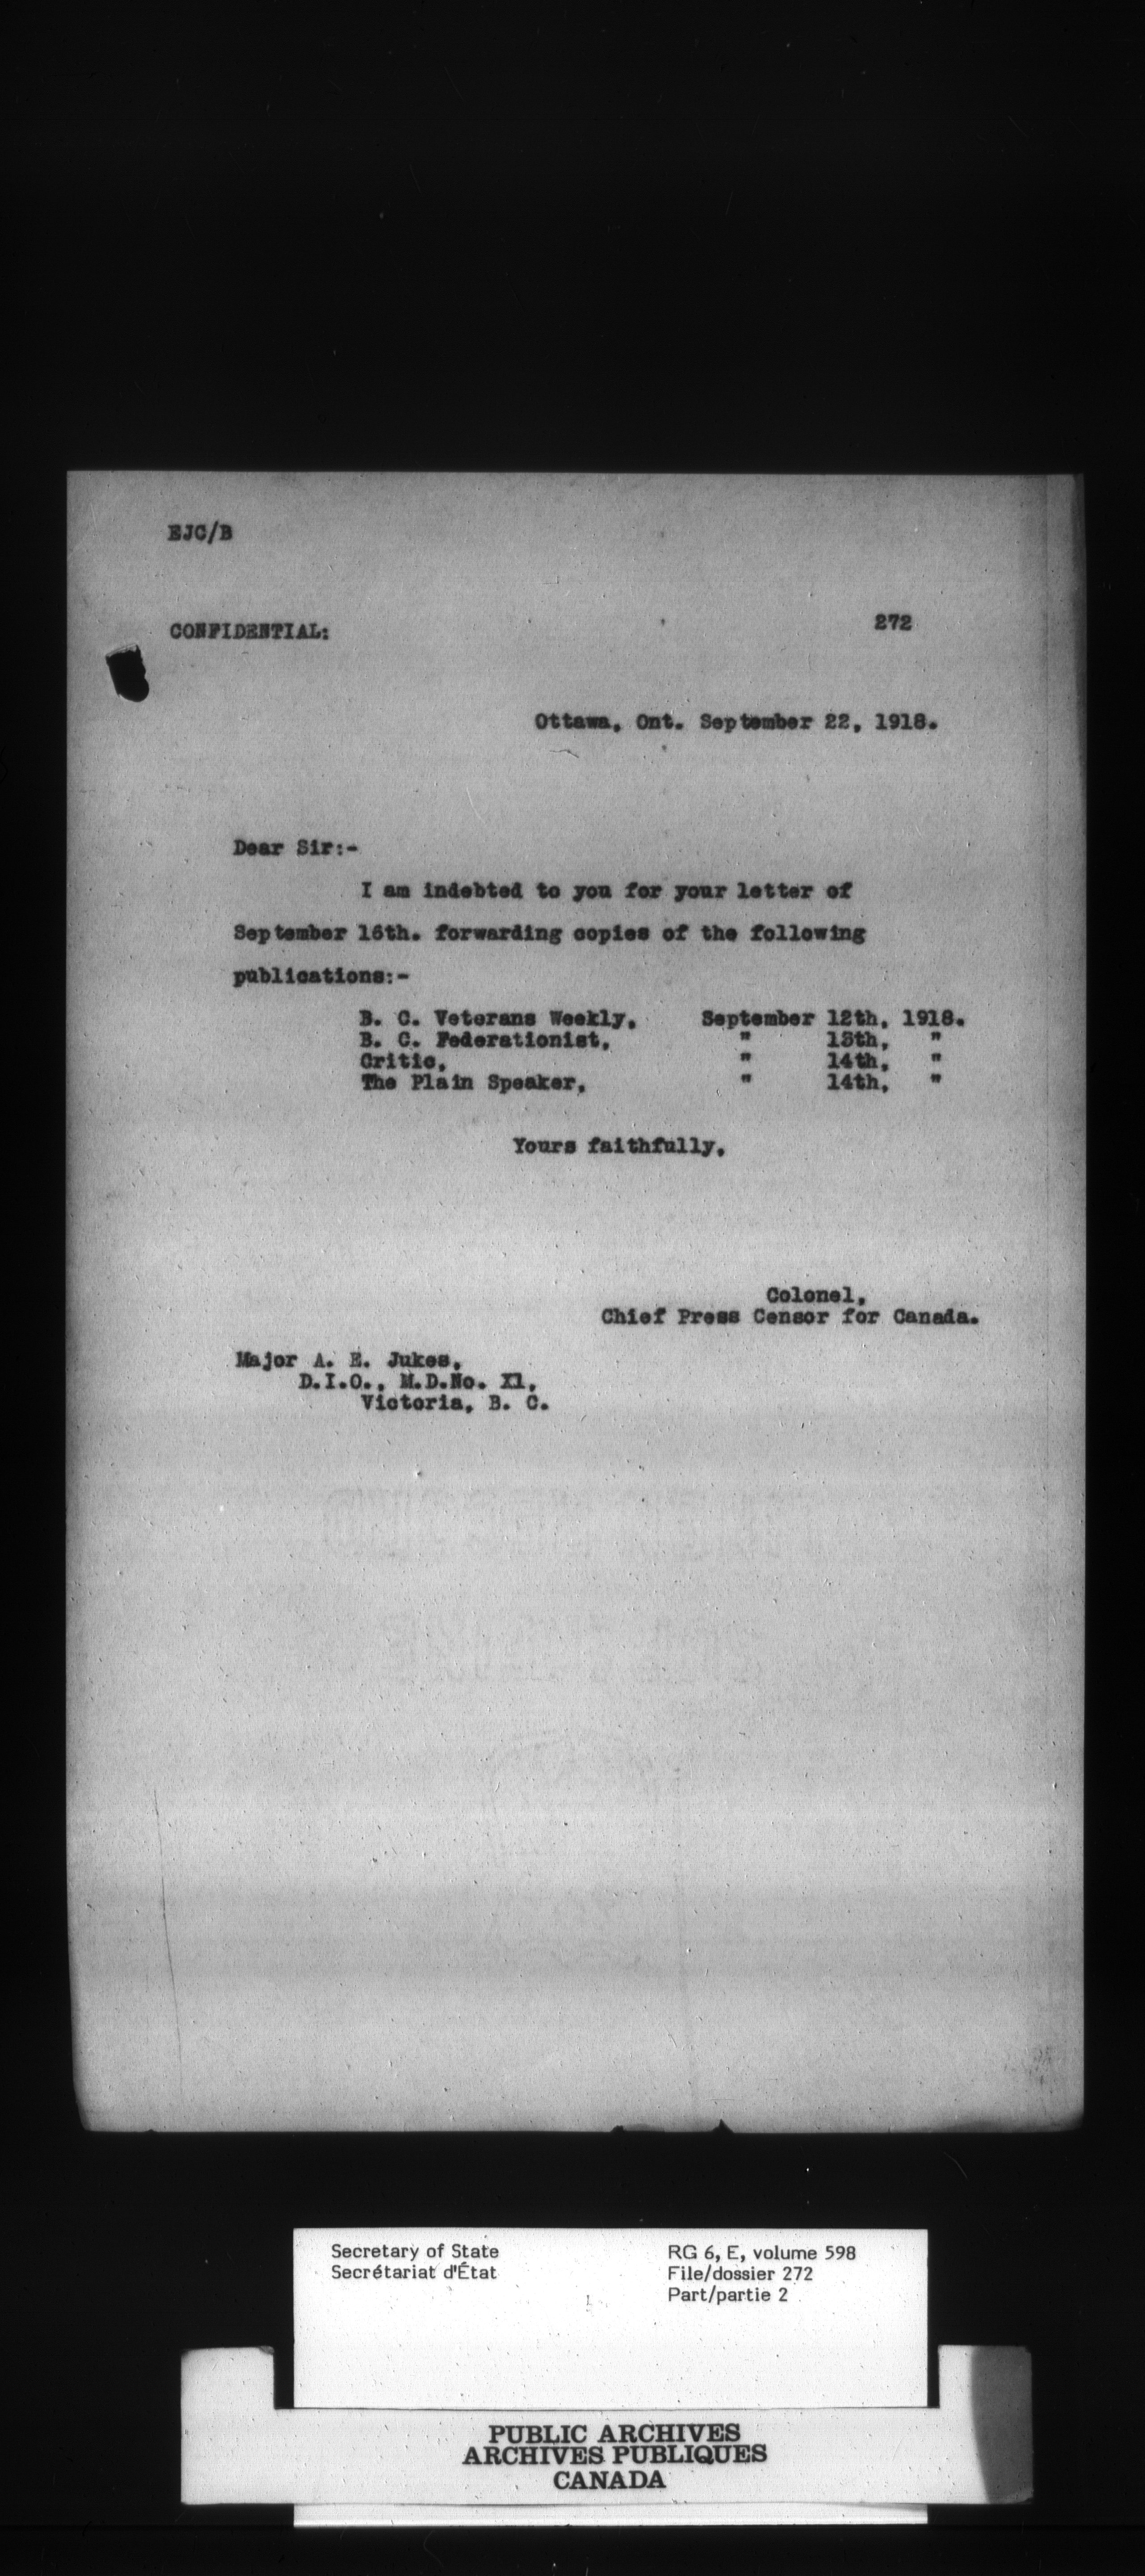 EJC/B
CONFIDENTIAL:
272
Ottawa, Ont. September 22, 1918.
Dear Sir:-
I am indebted to you for your letter of
September 16th. forwarding copies of the following
publications:-
B. C. Veterans Weekly, September 12th, 1918.
B. C. Federationist, " 13th, "
Critic, " 14th, "
The Plain Speaker, " 14th, "
Yours faithfully,
Colonel,
Chief Press Censor for Canada.
Major A. E. Jukes,
D.I.O., M.D.No. X1,
Victoria, B. C.
Secretary of State
Secrétariat d'État
RG 6, E, volume 598
File/dossier 272
Part/partie 2
PUBLIC ARCHIVES
ARCHIVES PUBLIQUES
CANADA